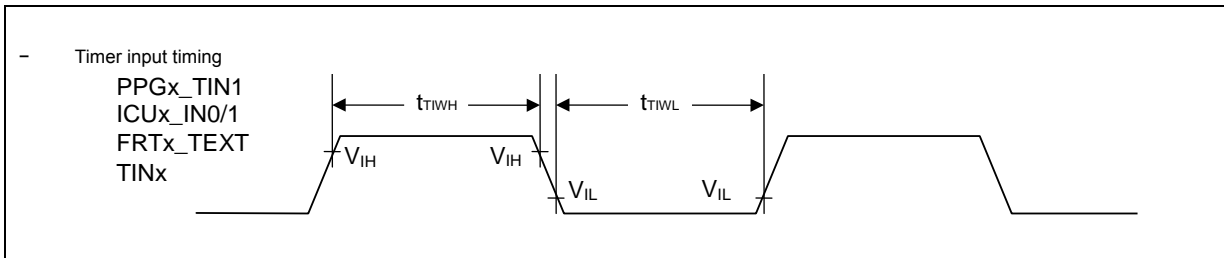 – Timer input timing
PPGx_TIN1
ICUx_IN0/1
FRTx_TEXT
TINx
tTIWH
tTIWL
VIH
VIH
VIL
VIL